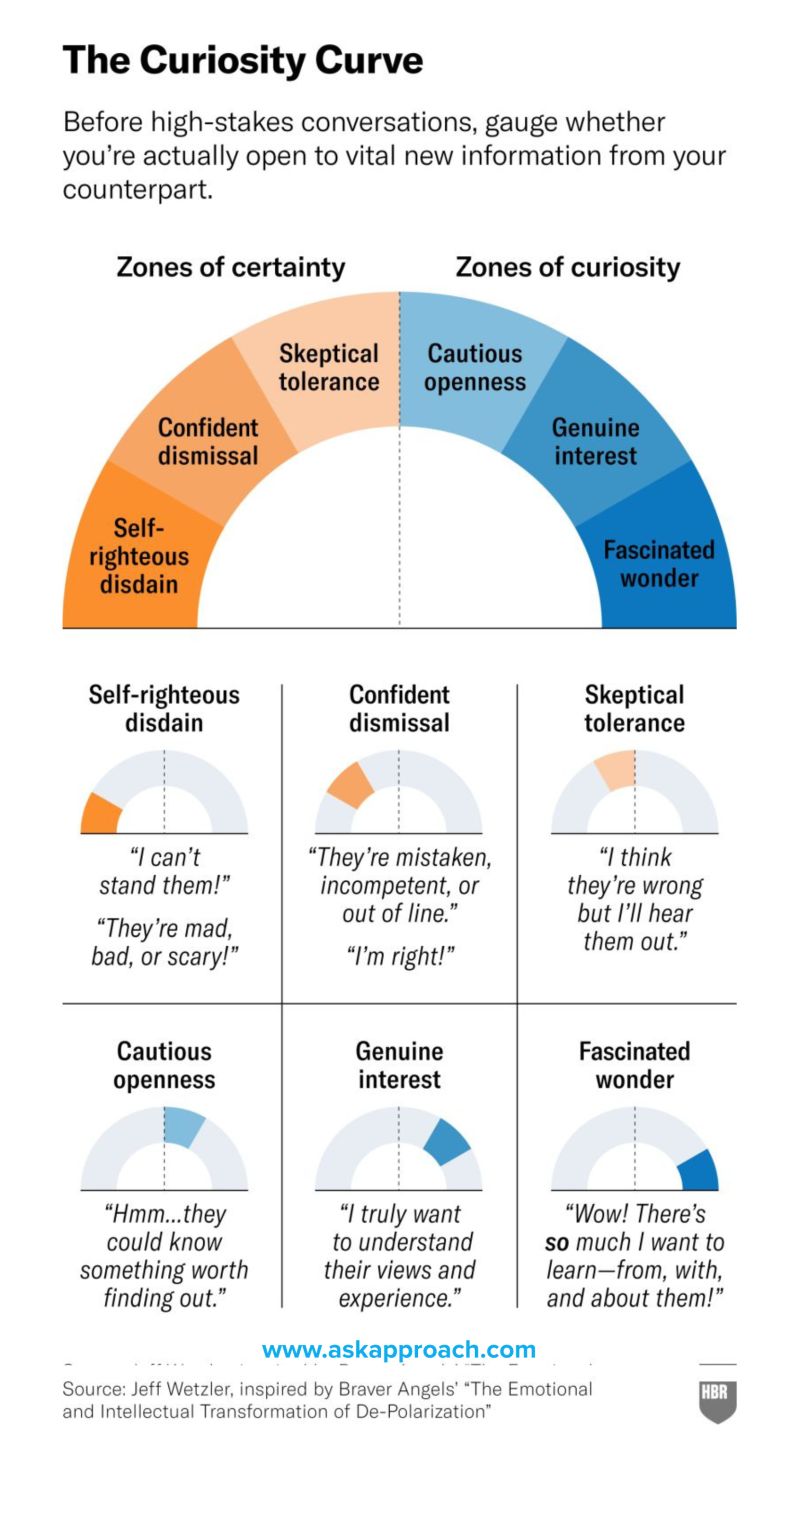 The Curiosity Curve
Before high-stakes conversations, gauge whether
you're actually open to vital new information from your
counterpart.
Zones of certainty
Zones of curiosity
Skeptical
tolerance
Cautious
openness
Confident
dismissal
Genuine
interest
Self-
righteous
disdain
Fascinated
wonder
Self-righteous
disdain
“I can't
stand them!”
“They're mad,
bad, or scary!”
Confident
dismissal
“They're mistaken,
incompetent, or
out of line.”
“I'm right!”
Skeptical
tolerance
“I think
they're wrong
but I'll hear
them out.”
Cautious
openness
“Hmm...they
could know
something worth
finding out.”
Genuine
interest
“I truly want
to understand
their views and
experience.”
Fascinated
wonder
“Wow! There's
so much I want to
learn—from, with,
and about them!”
www.askapproach.com
Source: Jeff Wetzler, inspired by Braver Angels' “The Emotional
and Intellectual Transformation of De-Polarization”
HBR